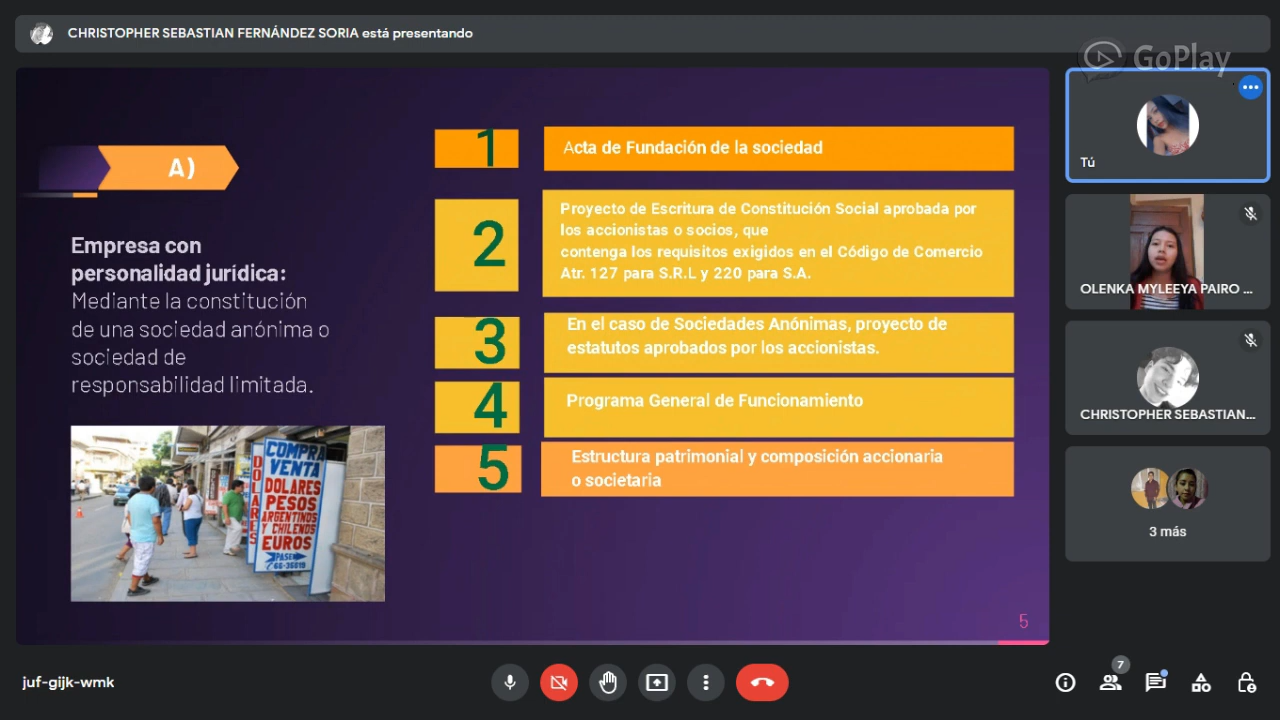 CHRISTOPHER SEBASTIAN FERNÁNDEZ SORIA está presentando
GoPlay
A)
Empresa con
personalidad jurídica:
Mediante la constitución
de una sociedad anónima o
sociedad de
responsabilidad limitada.
COMPRA
VENTA
DOLARES
DOLARES
PESOS
ARGENTINOS
Y CHILENOS
EUROS
PASE
66-36819
1
Acta de Fundación de la sociedad
2
Proyecto de Escritura de Constitución Social aprobada por
los accionistas o socios, que
contenga los requisitos exigidos en el Código de Comercio
Atr. 127 para S.R.L y 220 para S.A.
3
En el caso de Sociedades Anónimas, proyecto de
estatutos aprobados por los accionistas.
4
Programa General de Funcionamiento
5
Estructura patrimonial y composición accionaria
o societaria
5
Tú
OLENKA MYLEEYA PAIRO ...
CHRISTOPHER SEBASTIAN...
3 más
juf-gijk-wmk
7